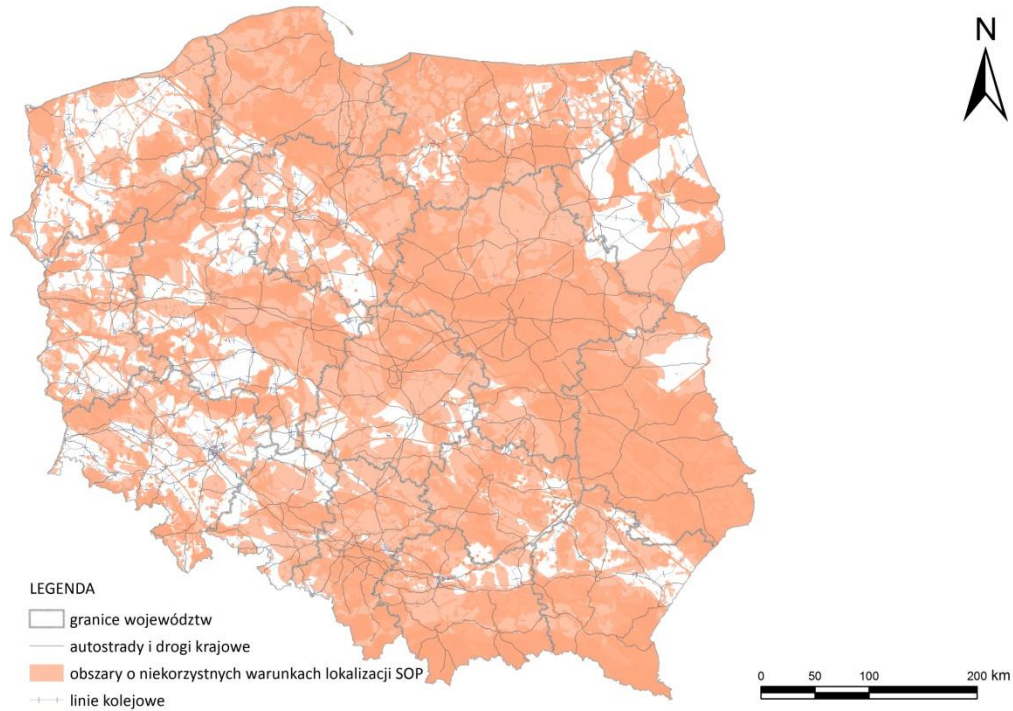 N
LEGENDA
granice województw
autostrady i drogi krajowe
obszary o niekorzystnych warunkach lokalizacji SOP
linie kolejowe
0 50 100 200 km